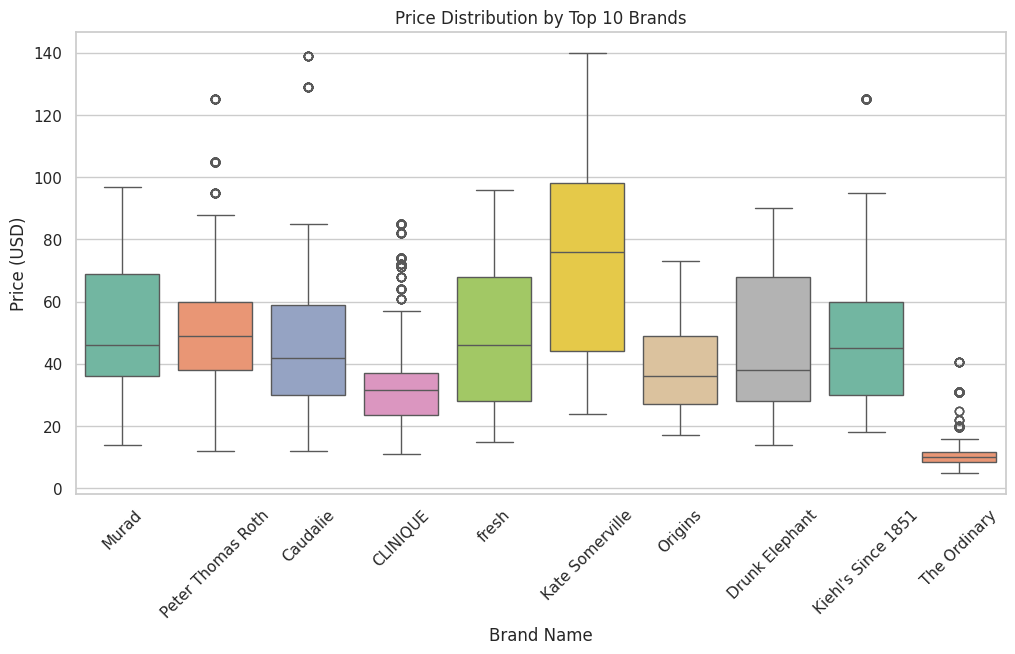 Price Distribution by Top 10 Brands
Price (USD)
140
120
100
80
60
40
20
0
Murad
Peter Thomas Roth
Caudalie
CLINIQUE
fresh
Kate Somerville
Origins
Drunk Elephant
Kiehl's Since 1851
The Ordinary
Brand Name